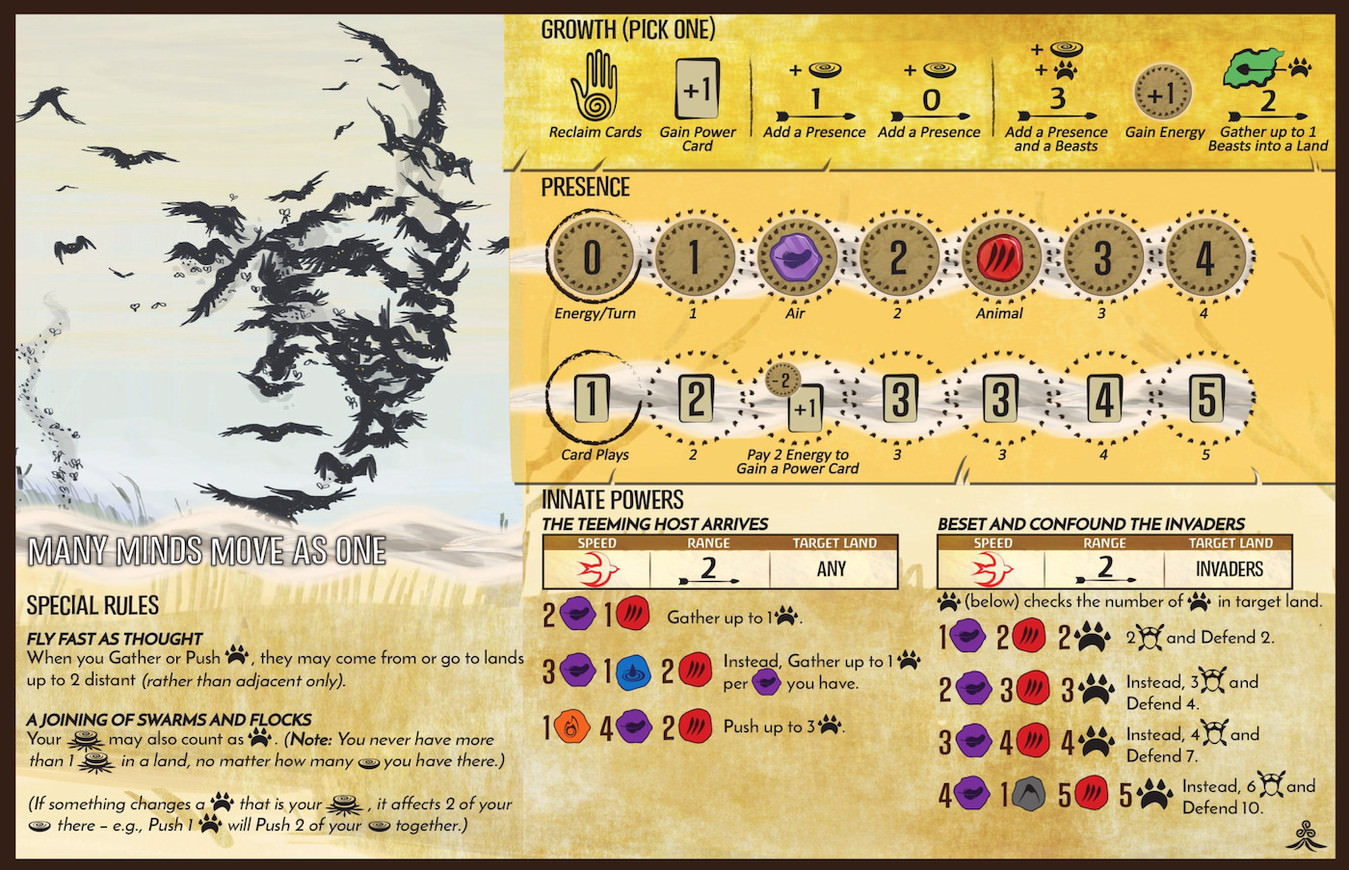 GROWTH (PICK ONE)
+1
+
1
+
0
+
+
3
+1
2
Reclaim Cards
Gain Power
Card
Add a Presence
Add a Presence
Add a Presence
and a Beasts
Gain Energy
Gather up to 1
Beasts into a Land
PRESENCE
0 1 2 3 4
Energy/Turn 1 Air 2 Animal 3 4
1 2 -2 +1 3 3 4 5
Card Plays 2 Pay 2 Energy to
Gain a Power Card
3 3 4 5
MANY MINDS MOVE AS ONE
SPECIAL RULES
FLY FAST AS THOUGHT
When you Gather or Push , they may come from or go to lands
up to 2 distant (rather than adjacent only).
A JOINING OF SWARMS AND FLOCKS
Your may also count as . (Note: You never have more
than 1 in a land, no matter how many you have there.)
(If something changes a that is your , it affects 2 of your
there – e.g., Push 1 will Push 2 of your together.)
INNATE POWERS
THE TEEMING HOST ARRIVES
SPEED RANGE TARGET LAND
2 ANY
2 1 Gather up to 1 .
3 1 2 Instead, Gather up to 1
per you have.
1 4 2 Push up to 3 .
BESET AND CONFOUND THE INVADERS
SPEED RANGE TARGET LAND
2 INVADERS
(below) checks the number of in target land.
1 2 2 2 and Defend 2.
2 3 3 Instead, 3 and
Defend 4.
3 4 4 Instead, 4 and
Defend 7.
4 1 5 5 Instead, 6 and
Defend 10.